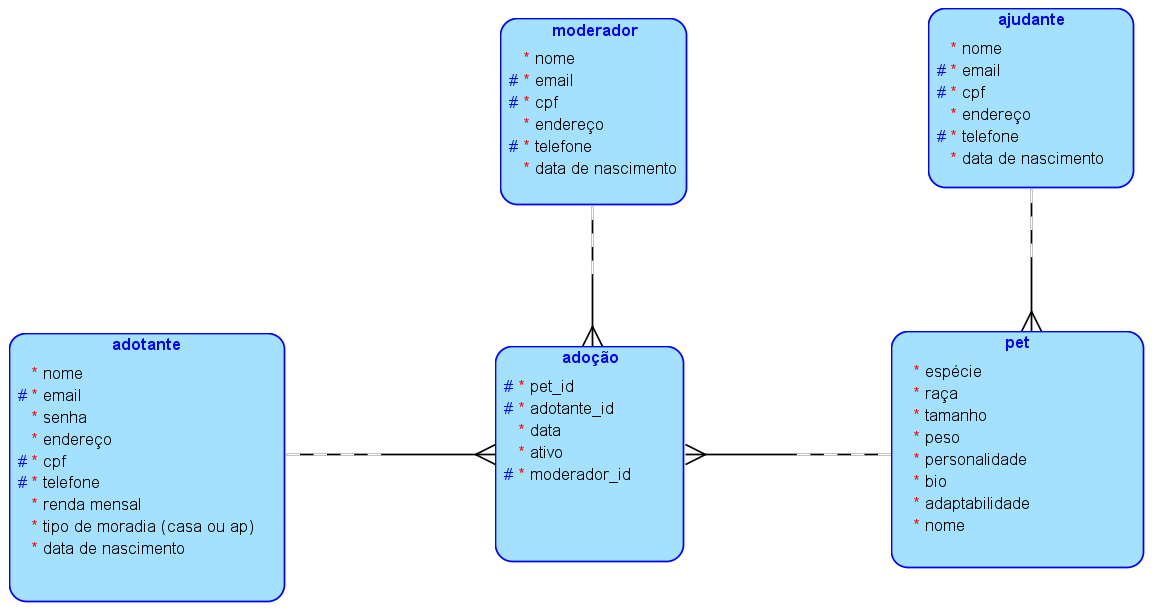 moderador
* nome
# * email
# * cpf
* endereço
# * telefone
* data de nascimento
ajudante
* nome
# * email
# * cpf
* endereço
# * telefone
* data de nascimento
adotante
* nome
# * email
* senha
* endereço
# * cpf
# * telefone
* renda mensal
* tipo de moradia (casa ou ap)
* data de nascimento
adoção
# * pet_id
# * adotante_id
* data
* ativo
# * moderador_id
pet
* espécie
* raça
* tamanho
* peso
* personalidade
* bio
* adaptabilidade
* nome